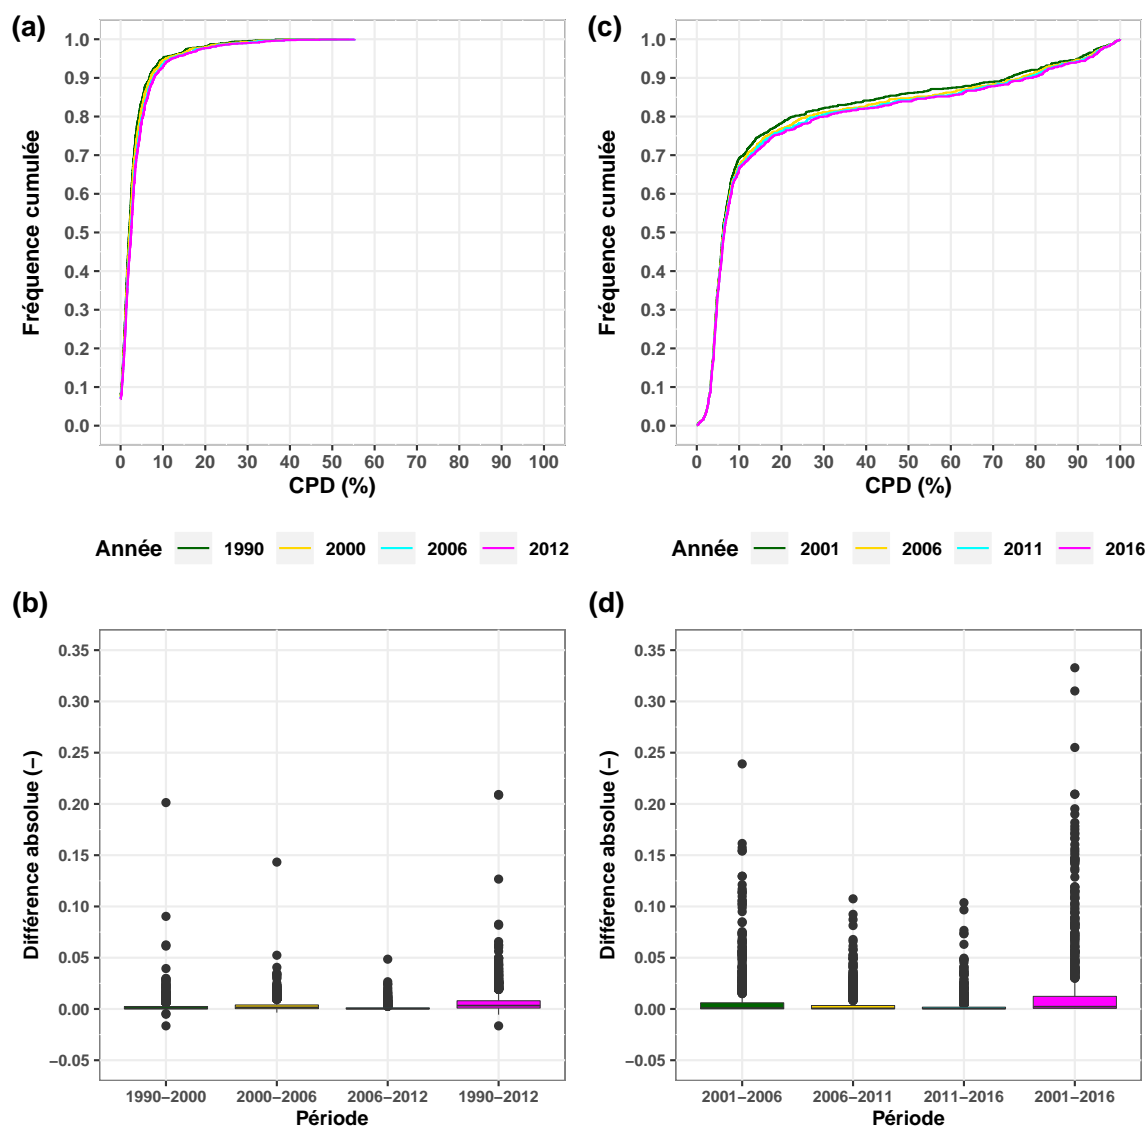 (a)
1.0
0.9
0.8
0.7
0.6
0.5
0.4
0.3
0.2
0.1
0.0
Fréquence cumulée
0 10 20 30 40 50 60 70 80 90 100
CPD (%)
Année 1990 2000 2006 2012
(c)
1.0
0.9
0.8
0.7
0.6
0.5
0.4
0.3
0.2
0.1
0.0
Fréquence cumulée
0 10 20 30 40 50 60 70 80 90 100
CPD (%)
Année 2001 2006 2011 2016
(b)
0.35
0.30
0.25
0.20
0.15
0.10
0.05
0.00
−0.05
Différence absolue (−)
1990−2000 2000−2006 2006−2012 1990−2012
Période
(d)
0.35
0.30
0.25
0.20
0.15
0.10
0.05
0.00
−0.05
Différence absolue (−)
2001−2006 2006−2011 2011−2016 2001−2016
Période